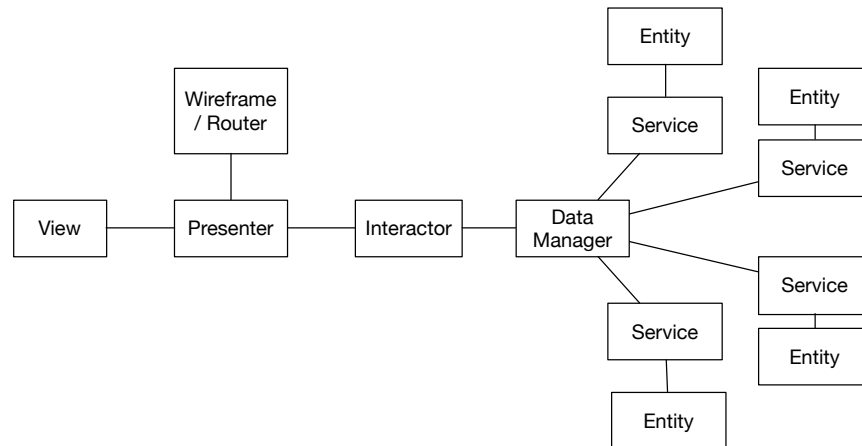 Entity
Wireframe
/ Router
Service
Entity
Service
View
Presenter
Interactor
Data
Manager
Service
Entity
Service
Entity